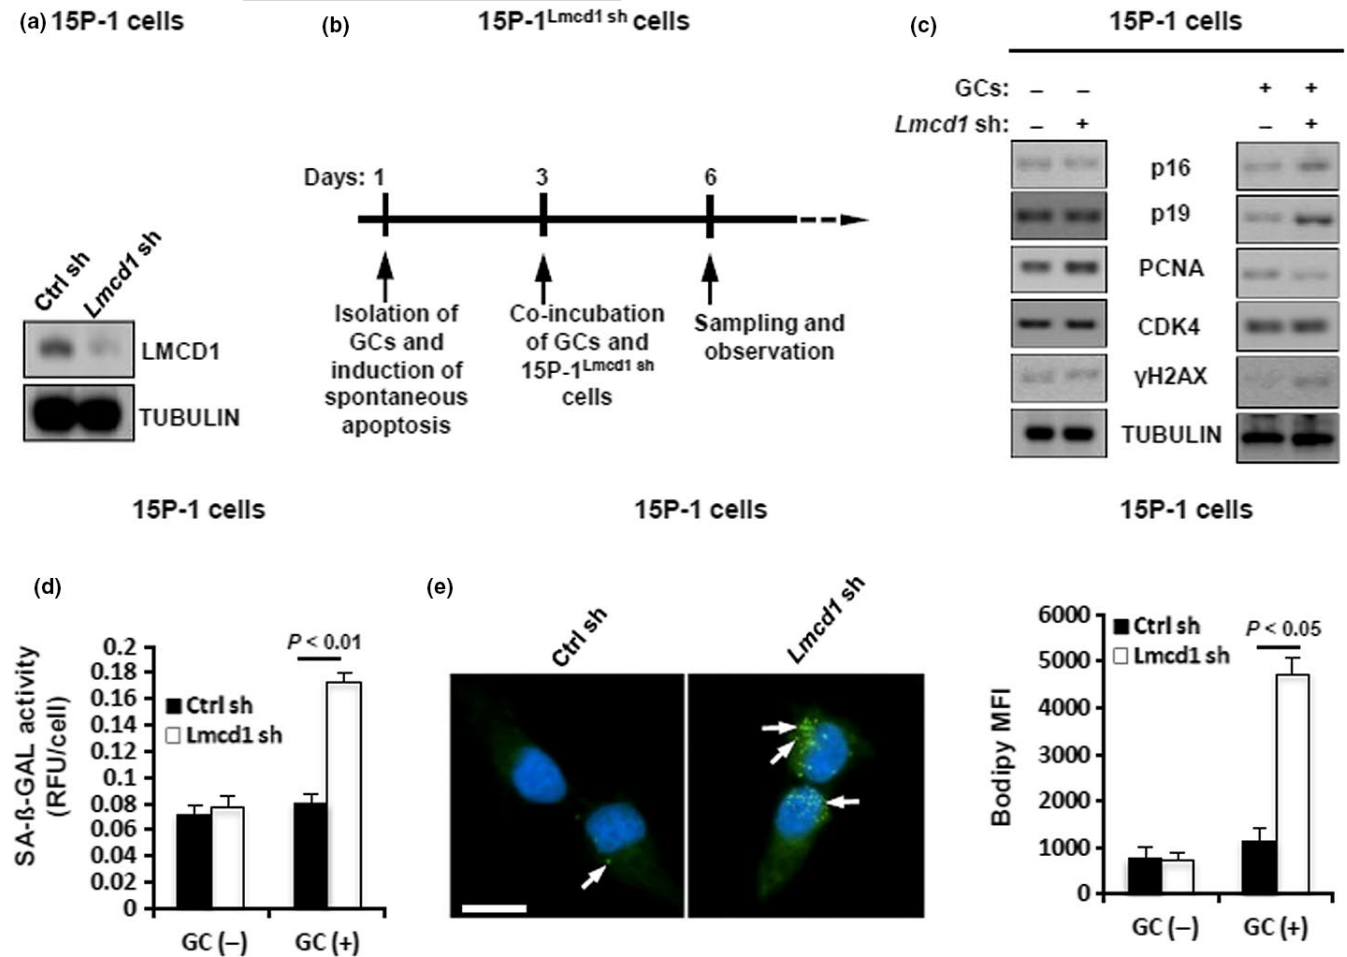 (a) 15P-1 cells
Ctrl sh
Lmcd1 sh
LMCD1
TUBULIN
(b) 15P-1Lmcd1 sh cells
Days: 1 3 6
Isolation of
GCs and
induction of
spontaneous
apoptosis
Co-incubation
of GCs and
15P-1Lmcd1 sh
cells
Sampling and
observation
(c) 15P-1 cells
GCs: – – + +
Lmcd1 sh: – + – +
p16
p19
PCNA
CDK4
γH2AX
TUBULIN
15P-1 cells
(d)
SA-ß-GAL activity
(RFU/cell)
0.2
0.18
0.16
0.14
0.12
0.1
0.08
0.06
0.04
0.02
0
P < 0.01
Ctrl sh
Lmcd1 sh
GC (–) GC (+)
15P-1 cells
(e)
Ctrl sh
Lmcd1 sh
15P-1 cells
Bodipy MFI
6000
5000
4000
3000
2000
1000
0
Ctrl sh
Lmcd1 sh
P < 0.05
GC (–) GC (+)